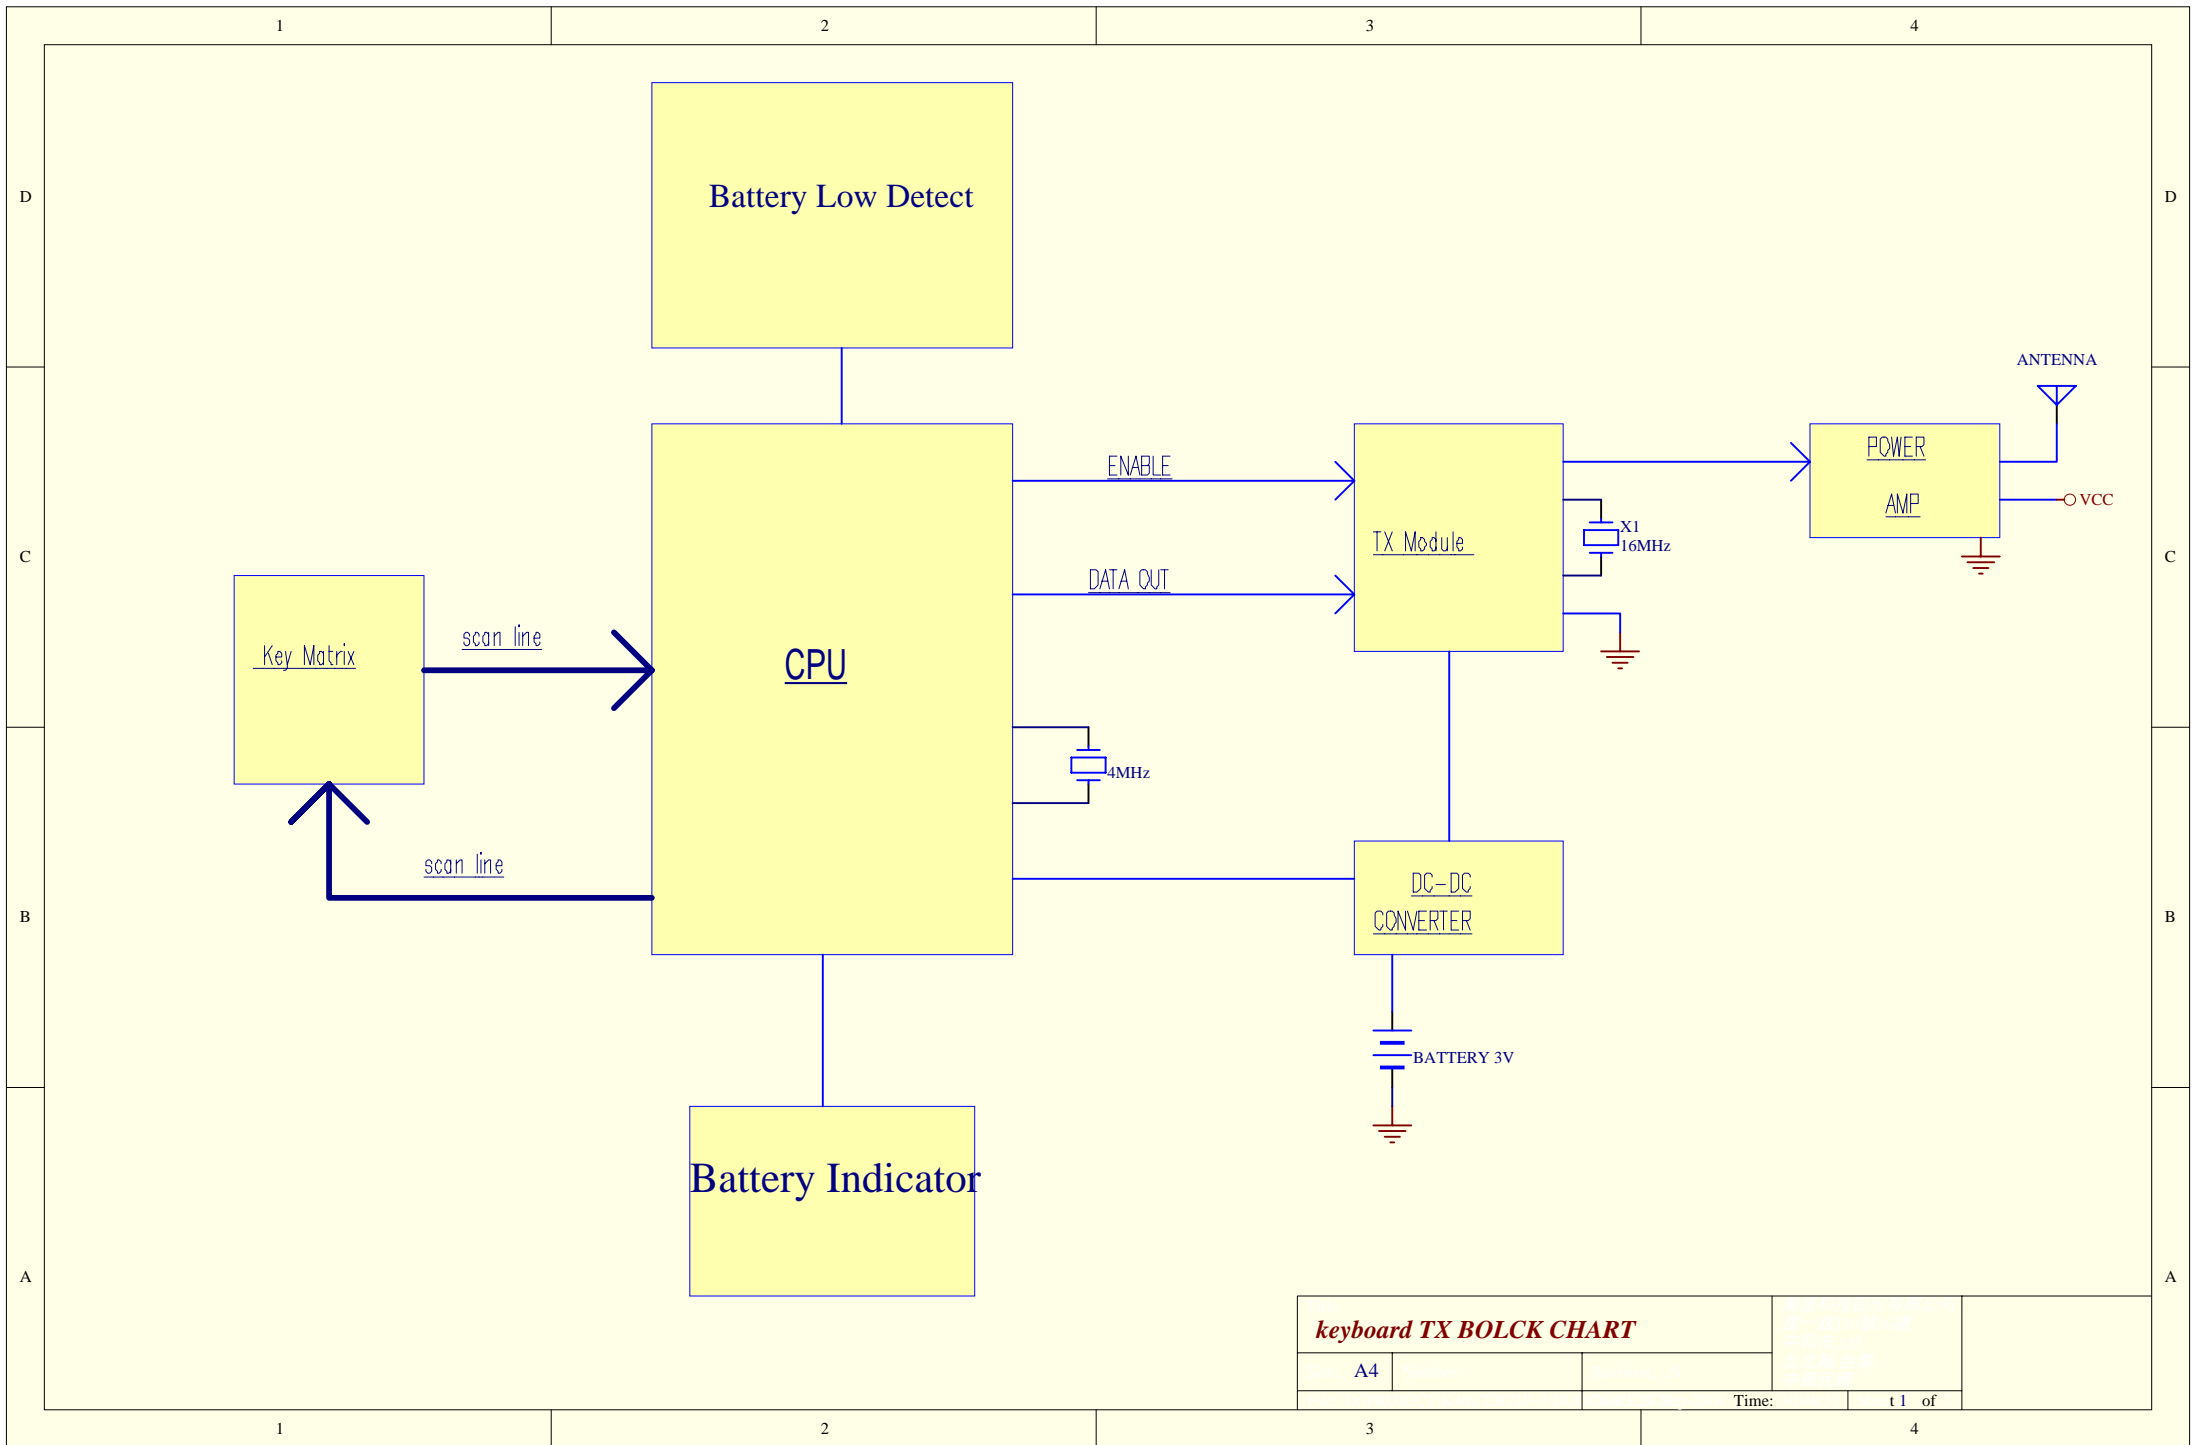 1 2 3 4
D D
Battery Low Detect
ANTENNA
POWER
ENABLE
VCC
AMP
X1
TX Module
16MHz
C C
DATA OUT
scan line
Key Matrix
CPU
4MHz
scan line
DC-DC
B B
CONVERTER
BATTERY 3V
Battery Indicator
A A
keyboard TX BOLCK CHART
A4
Time: t 1 of
1 2 3 4